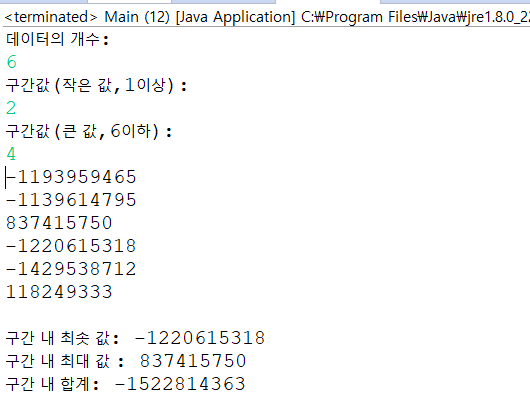 <terminated> Main (12) [Java Application] C:₩Program Files₩Java₩jre1.8.0_22
데이터의 개수:
6
구간값(작은 값,1이상):
2
구간값(큰 값,6이하):
4
-1193959465
-1139614795
837415750
-1220615318
-1429538712
118249333
구간 내 최솟 값: -1220615318
구간 내 최대 값 : 837415750
구간 내 합계: -1522814363